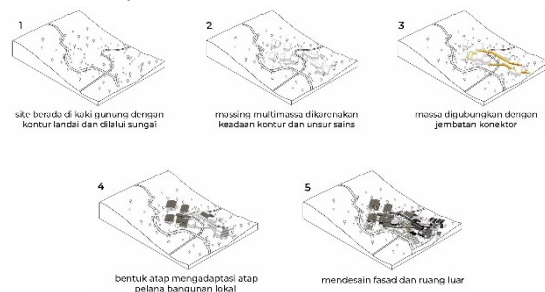 1
site berada di kaki gunung dengan
kontur landai dan dilalui sungai
2
massing multimassa dikarenakan
keadaan kontur dan unsur sains
3
massa digubungkan dengan
jembatan konektor
4
bentuk atap mengadaptasi atap
pelana bangunan lokal
5
mendesain fasad dan ruang luar